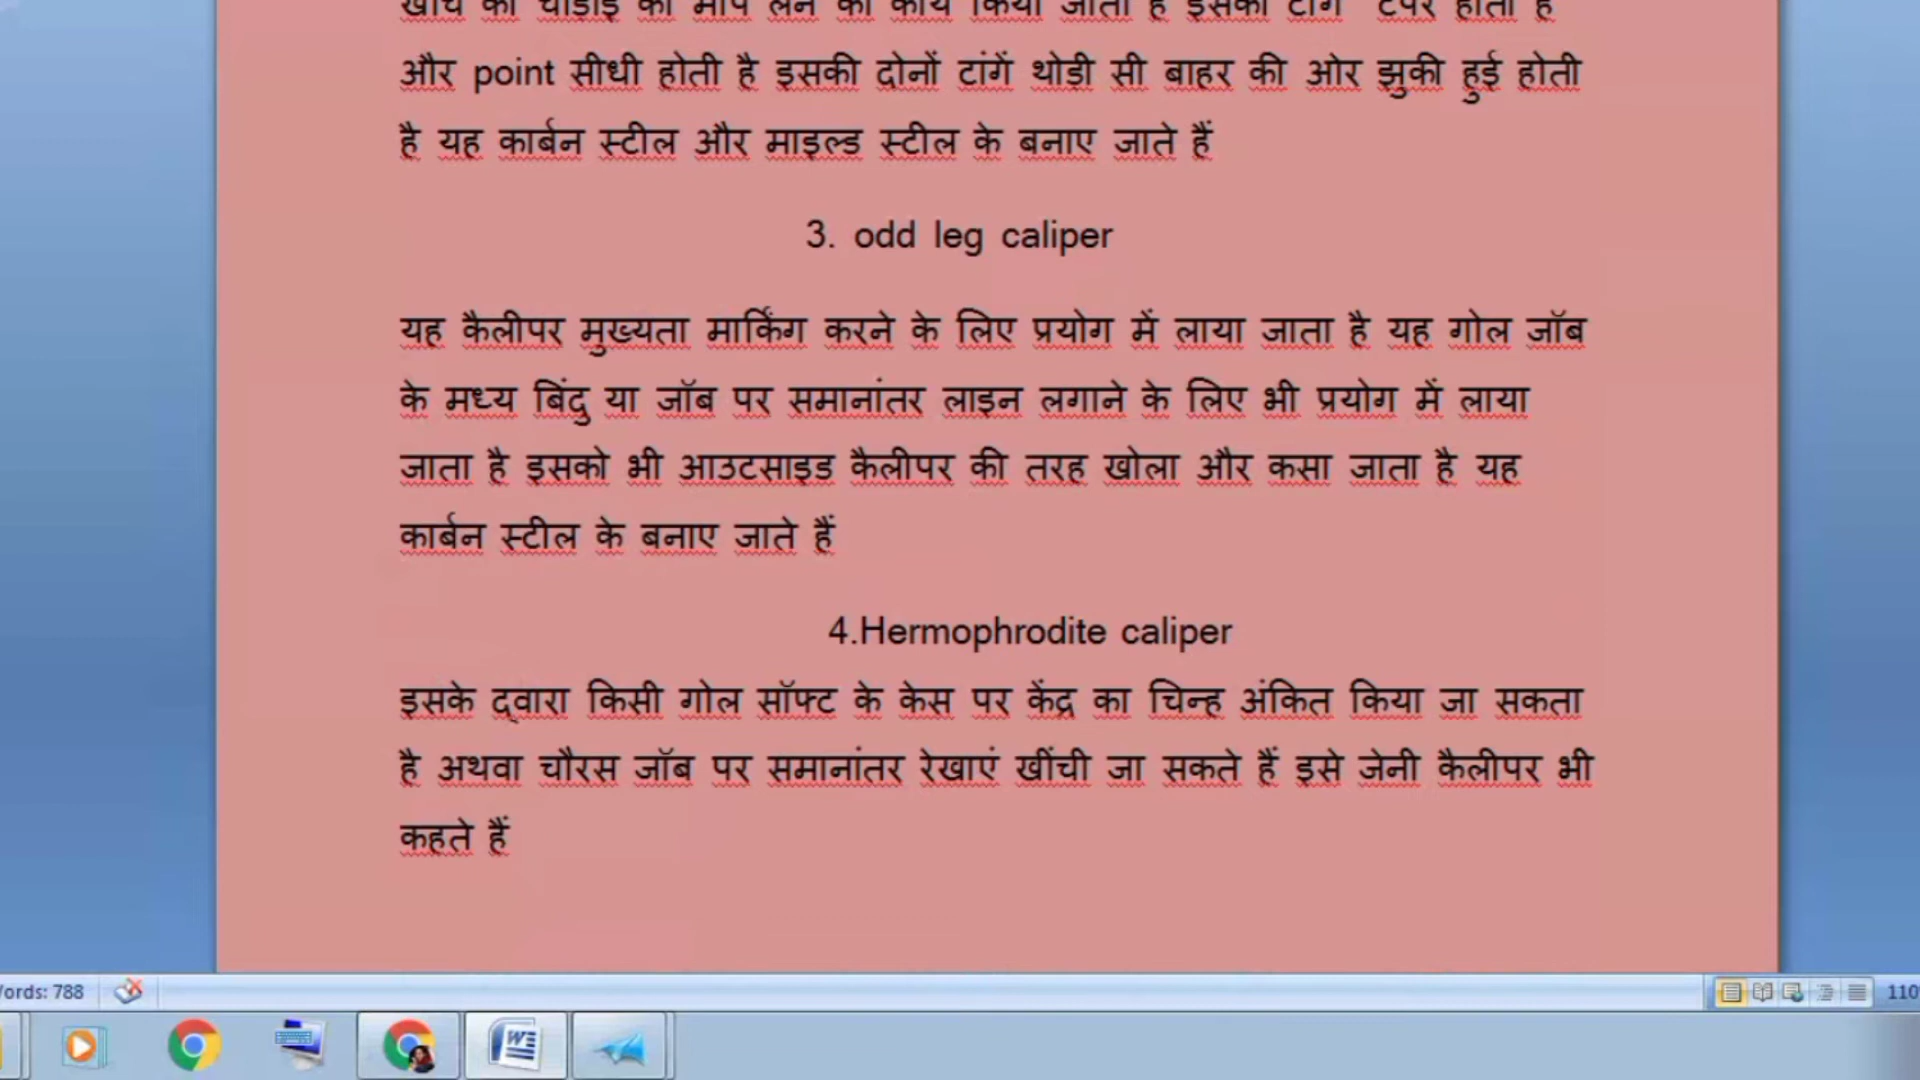 खांचे की चौड़ाई की माप लेने का कार्य किया जाता है इसकी टांग टेपर होती है
और point सीधी होती है इसकी दोनों टांगें थोड़ी सी बाहर की ओर झुकी हुई होती
है यह कार्बन स्टील और माइल्ड स्टील के बनाए जाते हैं
3. odd leg caliper
यह कैलीपर मुख्यता मार्किंग करने के लिए प्रयोग में लाया जाता है यह गोल जॉब
के मध्य बिंदु या जॉब पर समानांतर लाइन लगाने के लिए भी प्रयोग में लाया
जाता है इसको भी आउटसाइड कैलीपर की तरह खोला और कसा जाता है यह
कार्बन स्टील के बनाए जाते हैं
4.Hermophrodite caliper
इसके द्वारा किसी गोल सॉफ्ट के केस पर केंद्र का चिन्ह अंकित किया जा सकता
है अथवा चौरस जॉब पर समानांतर रेखाएं खींची जा सकते हैं इसे जेनी कैलीपर भी
कहते हैं
Words: 788
110